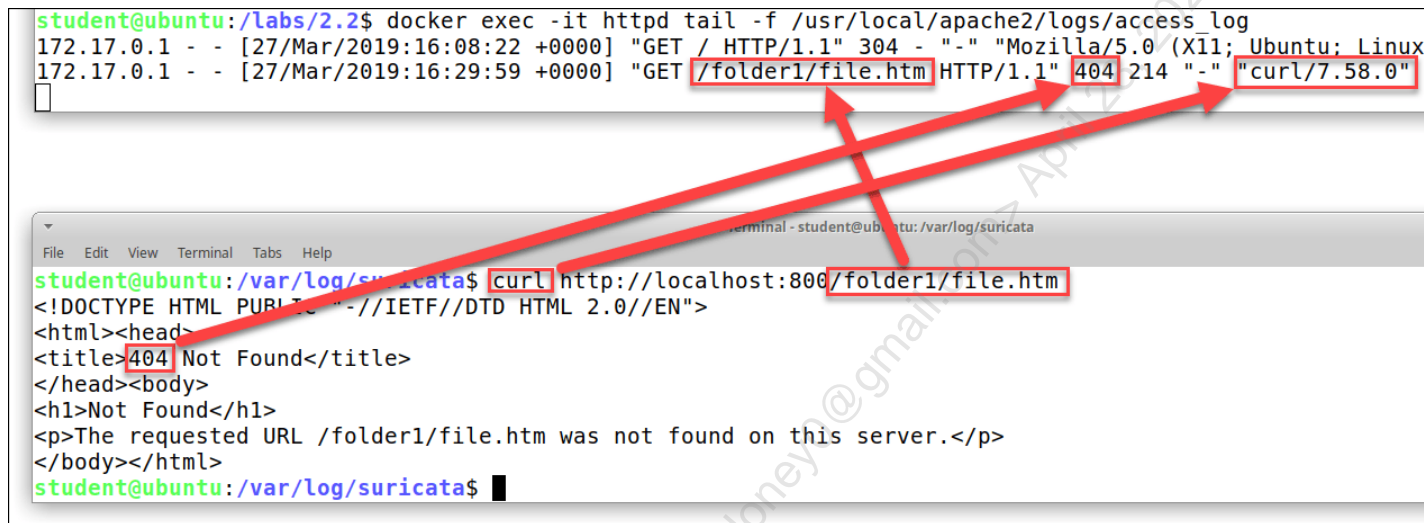 student@ubuntu:/labs/2.2$ docker exec -it httpd tail -f /usr/local/apache2/logs/access_log
172.17.0.1 - - [27/Mar/2019:16:08:22 +0000] "GET / HTTP/1.1" 304 - "-" "Mozilla/5.0 (X11; Ubuntu; Linux
172.17.0.1 - - [27/Mar/2019:16:29:59 +0000] "GET /folder1/file.htm HTTP/1.1" 404 214 "-" "curl/7.58.0"
Terminal - student@ubuntu: /var/log/suricata
File Edit View Terminal Tabs Help
student@ubuntu:/var/log/suricata$ curl http://localhost:800/folder1/file.htm
<!DOCTYPE HTML PUBLIC "-//IETF//DTD HTML 2.0//EN">
<html><head>
<title>404 Not Found</title>
</head><body>
<h1>Not Found</h1>
<p>The requested URL /folder1/file.htm was not found on this server.</p>
</body></html>
student@ubuntu:/var/log/suricata$